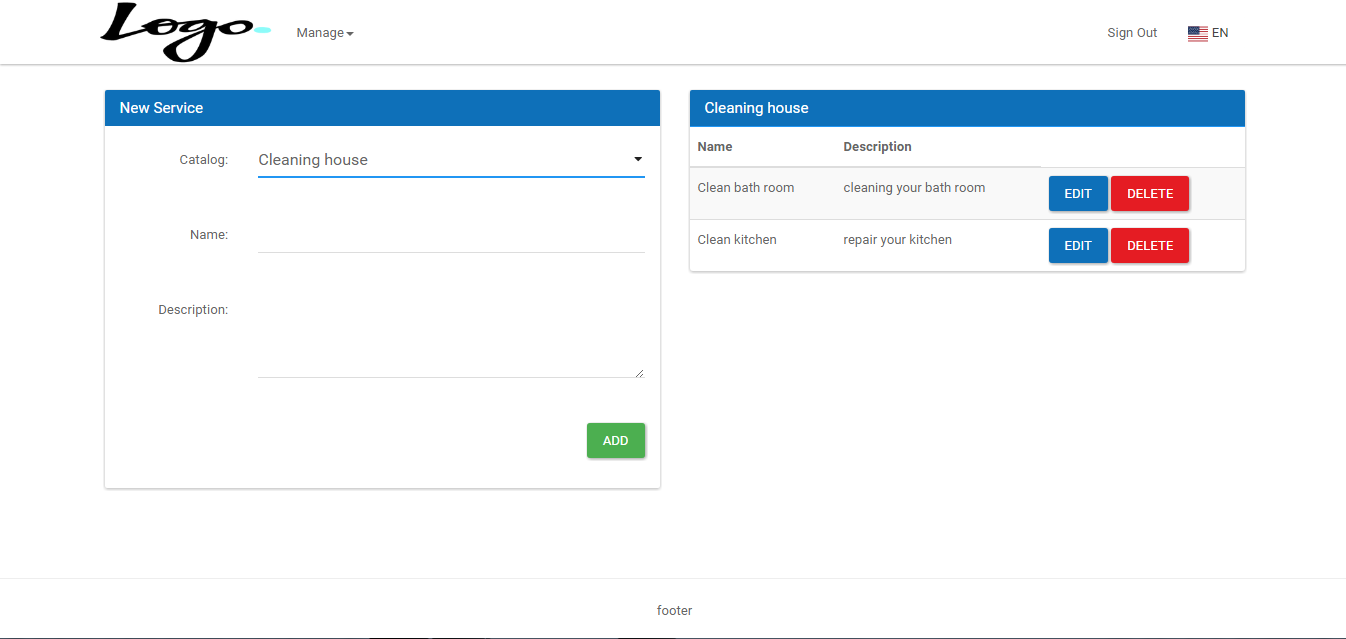 Logo
Manage
Sign Out
EN
New Service
Catalog:
Cleaning house
Name:
Description:
ADD
Cleaning house
Name Description
Clean bath room cleaning your bath room EDIT DELETE
Clean kitchen repair your kitchen EDIT DELETE
footer